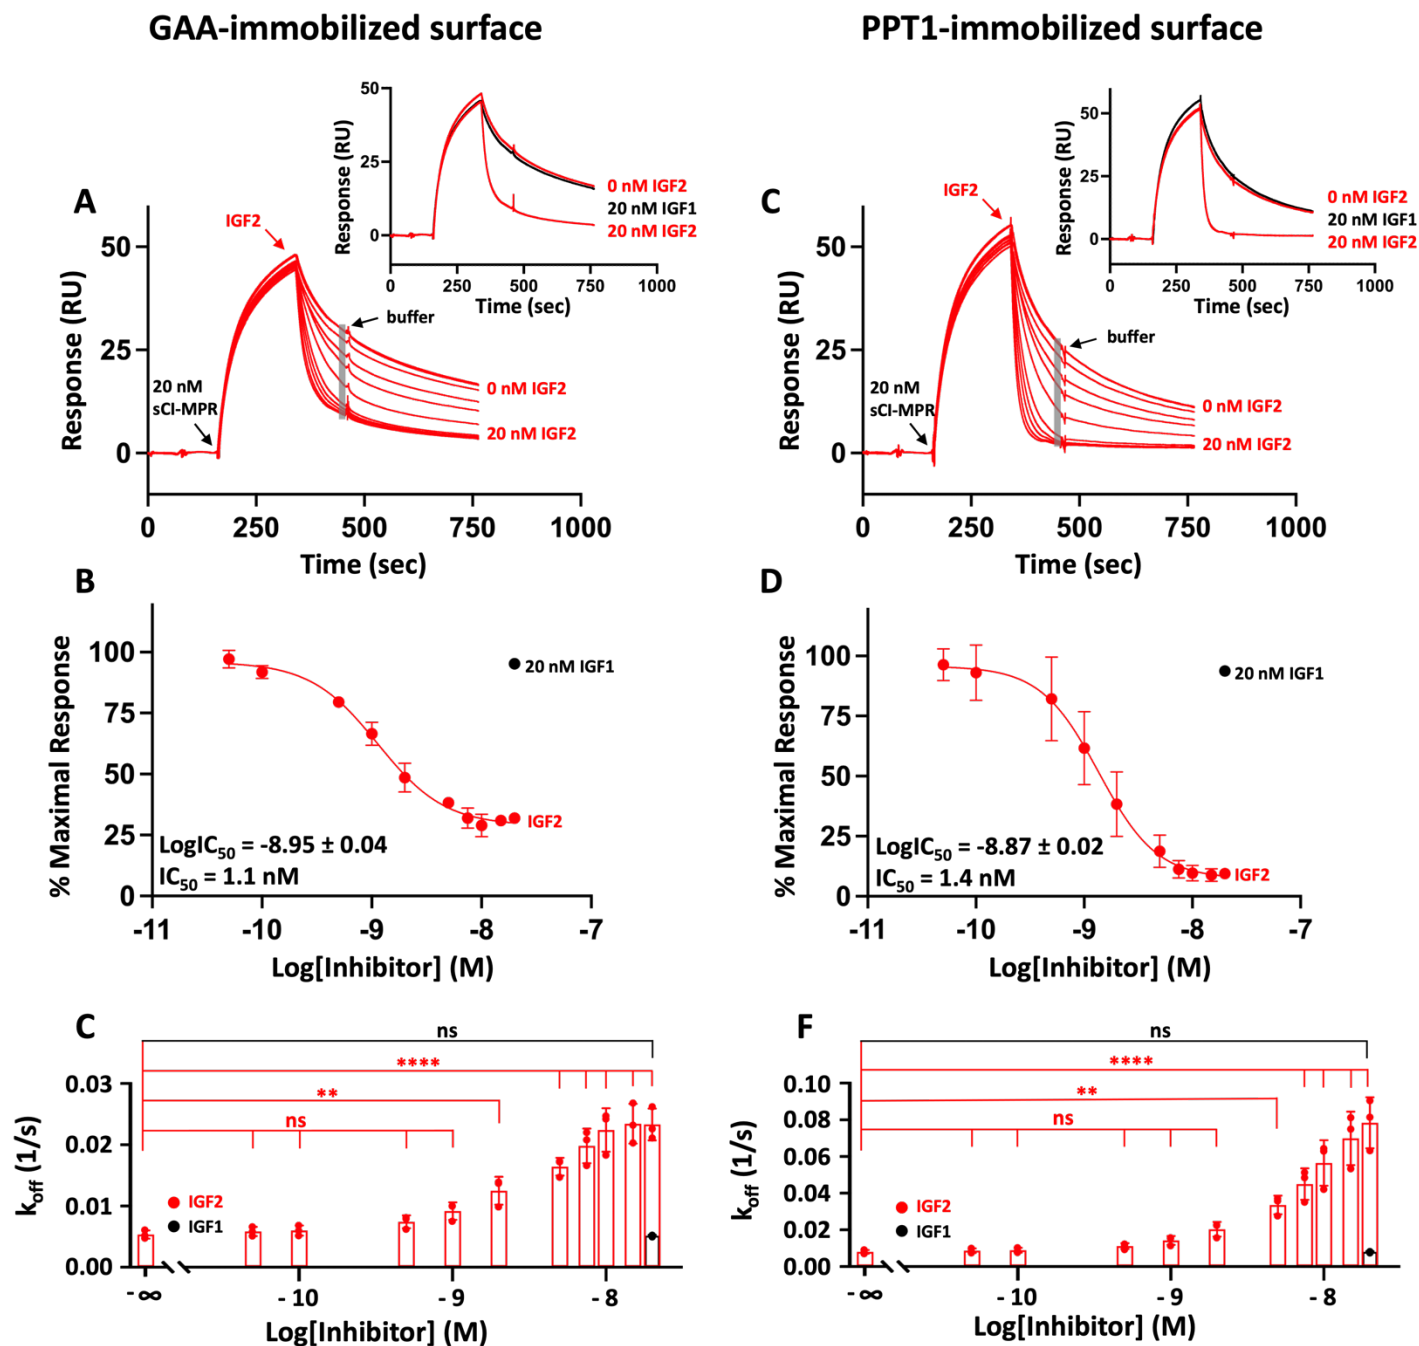 GAA-immobilized surface
PPT1-immobilized surface
A
Response (RU)
50
25
0
0
250
500
750
1000
Time (sec)
IGF2
buffer
20 nM
sCI-MPR
0 nM IGF2
20 nM IGF2
Response (RU)
50
25
0
0
250
500
750
1000
Time (sec)
0 nM IGF2
20 nM IGF1
20 nM IGF2
C
Response (RU)
50
25
0
0
250
500
750
1000
Time (sec)
IGF2
buffer
20 nM
sCI-MPR
0 nM IGF2
20 nM IGF2
Response (RU)
50
25
0
0
250
500
750
1000
Time (sec)
0 nM IGF2
20 nM IGF1
20 nM IGF2
B
% Maximal Response
100
75
50
25
0
-11
-10
-9
-8
-7
Log[Inhibitor] (M)
20 nM IGF1
IGF2
LogIC50 = -8.95 ± 0.04
IC50 = 1.1 nM
D
% Maximal Response
100
75
50
25
0
-11
-10
-9
-8
-7
Log[Inhibitor] (M)
20 nM IGF1
IGF2
LogIC50 = -8.87 ± 0.02
IC50 = 1.4 nM
C
koff (1/s)
0.03
0.02
0.01
0.00
ns
****
**
ns
IGF2
IGF1
- ∞
- 10
- 9
- 8
Log[Inhibitor] (M)
F
koff (1/s)
0.10
0.08
0.06
0.04
0.02
0.00
ns
****
**
ns
IGF2
IGF1
- ∞
- 10
- 9
- 8
Log[Inhibitor] (M)